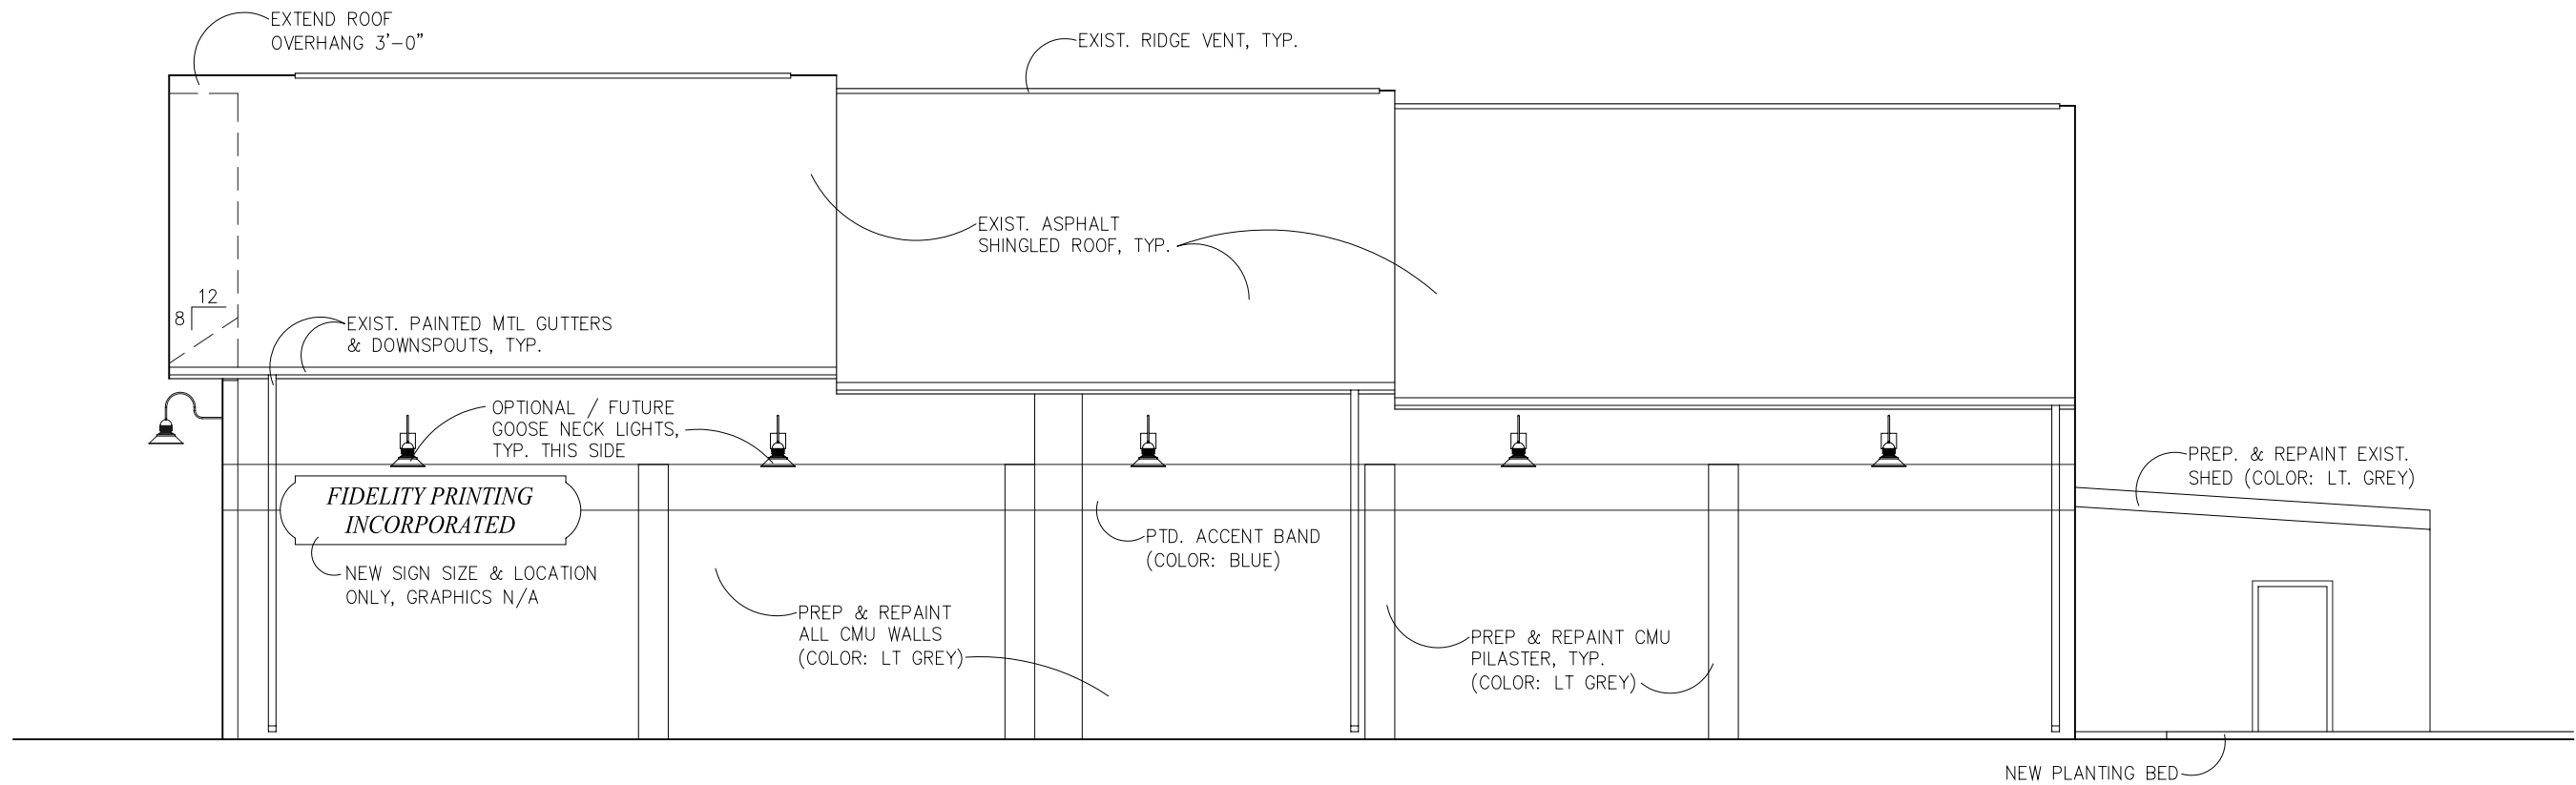 EXTEND ROOF
OVERHANG 3'-0"
EXIST. RIDGE VENT, TYP.
EXIST. ASPHALT
SHINGLED ROOF, TYP.
12
8
EXIST. PAINTED MTL GUTTERS
& DOWNSPOUTS, TYP.
OPTIONAL / FUTURE
GOOSE NECK LIGHTS,
TYP. THIS SIDE
PREP. & REPAINT EXIST.
SHED (COLOR: LT. GREY)
FIDELITY PRINTING
INCORPORATED
PTD. ACCENT BAND
(COLOR: BLUE)
NEW SIGN SIZE & LOCATION
ONLY, GRAPHICS N/A
PREP & REPAINT
ALL CMU WALLS
(COLOR: LT GREY)
PREP & REPAINT CMU
PILASTER, TYP.
(COLOR: LT GREY)
NEW PLANTING BED